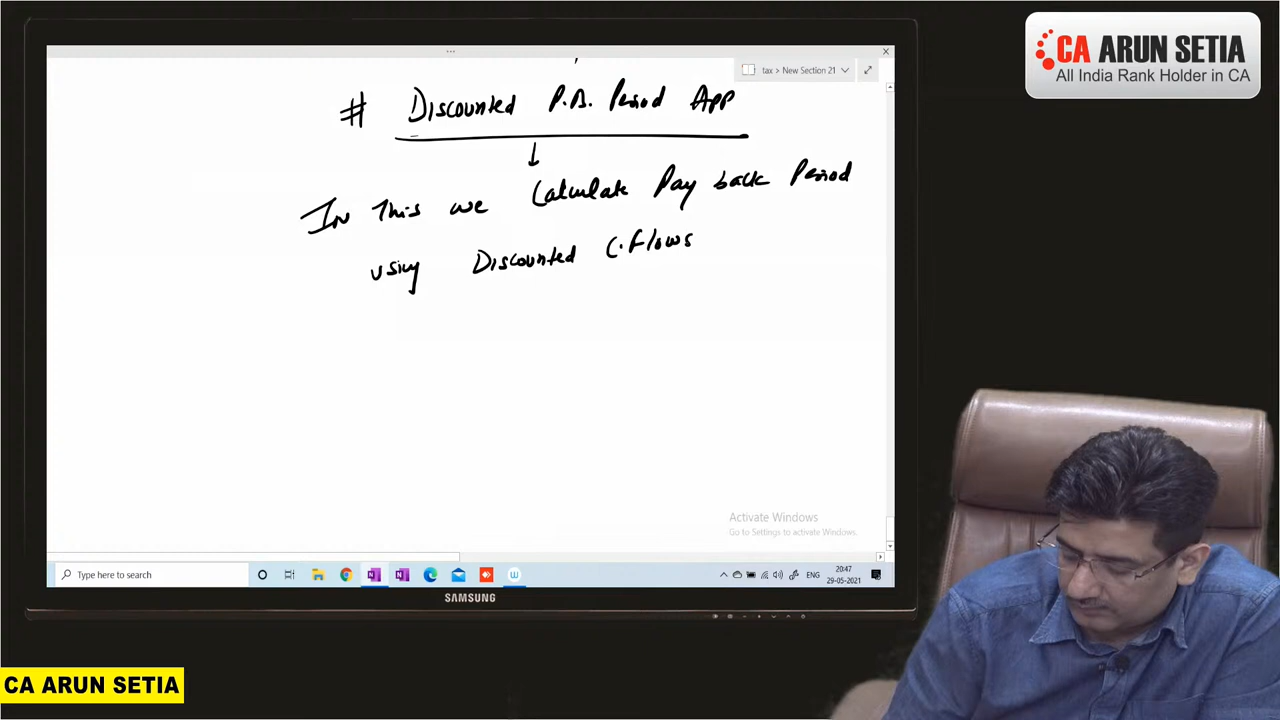 CA ARUN SETIA
All India Rank Holder in CA
tax > New Section 21
# Discounted P.B. Period App
In This we Calculate Pay back Period
using Discounted C.Flows
Activate Windows
Go to Settings to activate Windows.
Type here to search
ENG
20:47
29-05-2021
SAMSUNG
CA ARUN SETIA